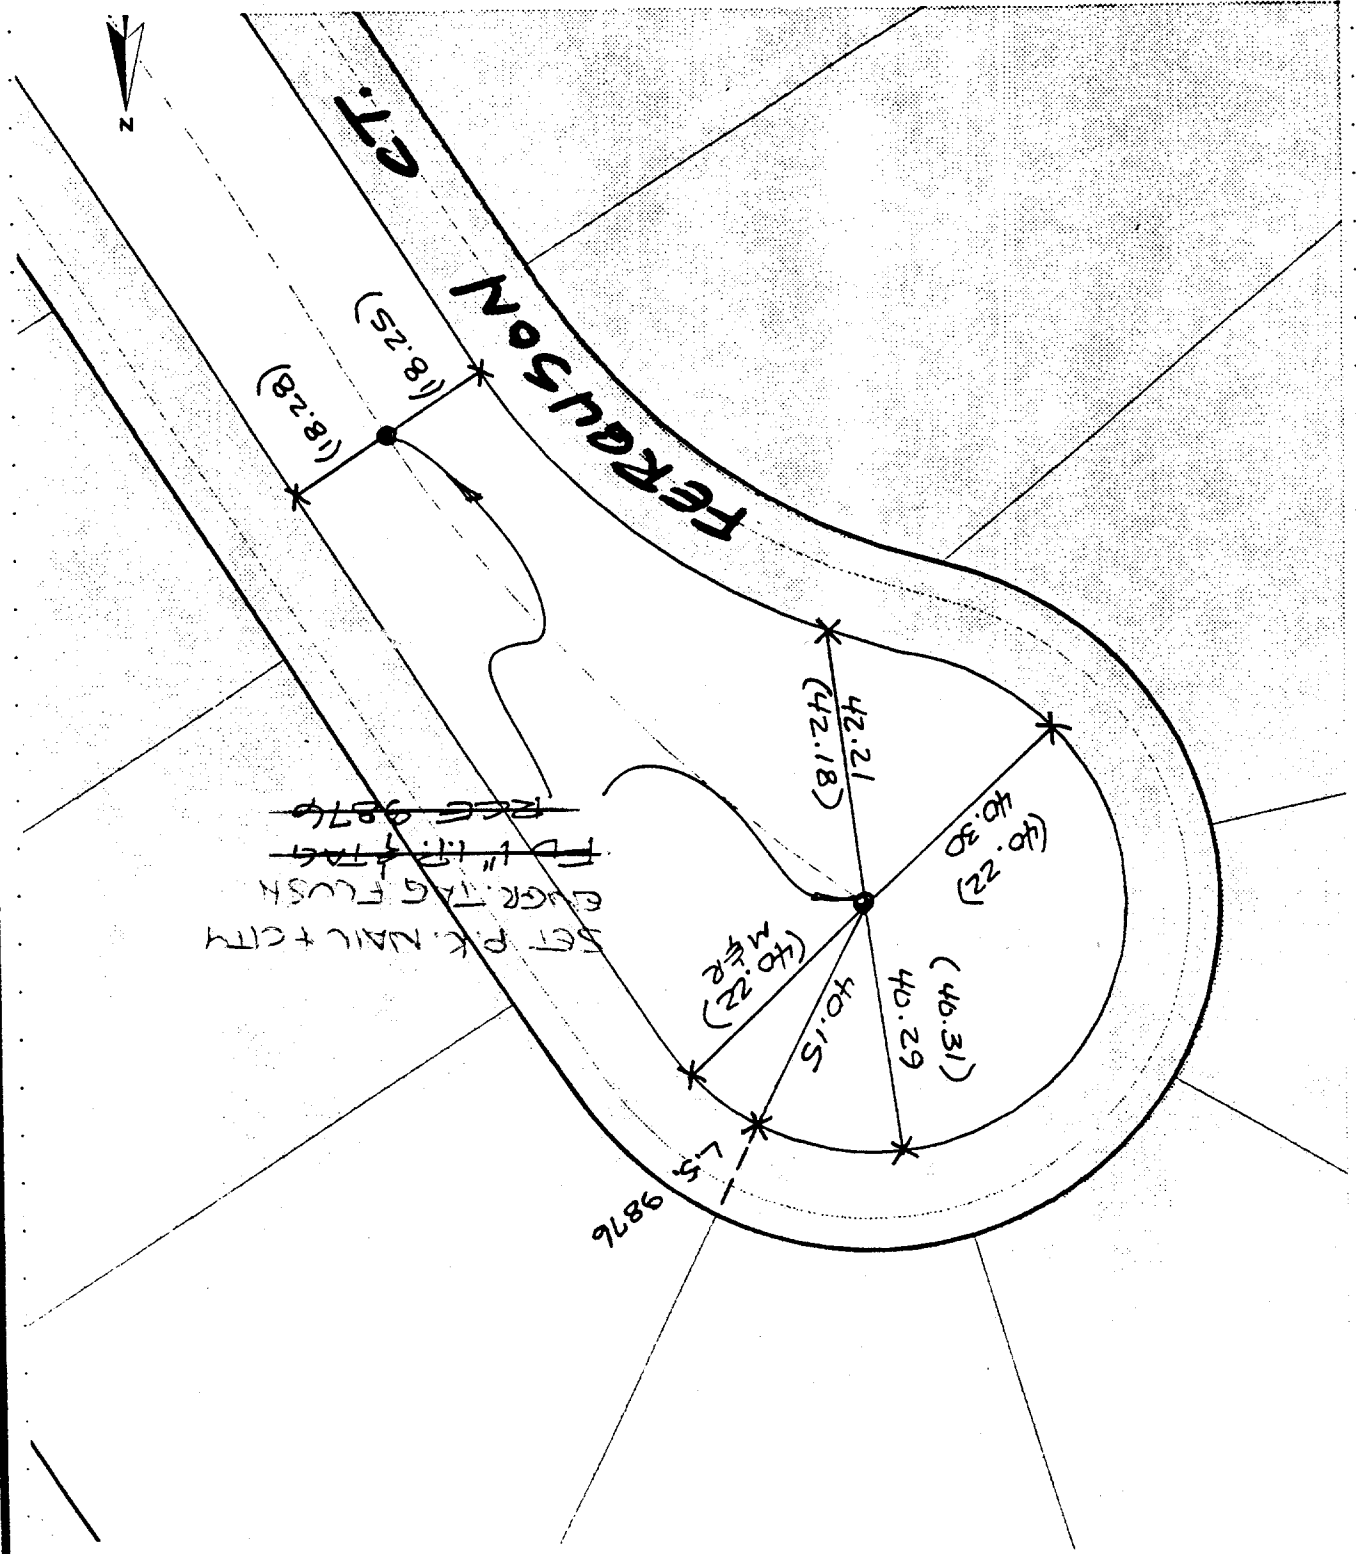 FERGUSON CT.
N
(18.25)
(18.28)
42.21
(42.18)
(40.22)
40.30
(40.31)
40.29
40.15
(40.22)
M&R
L.S.
9876
SET P.K. NAIL + CITY
ENGR. TAG FLUSH
FD 1" I.P. & TAG
RCE 9876